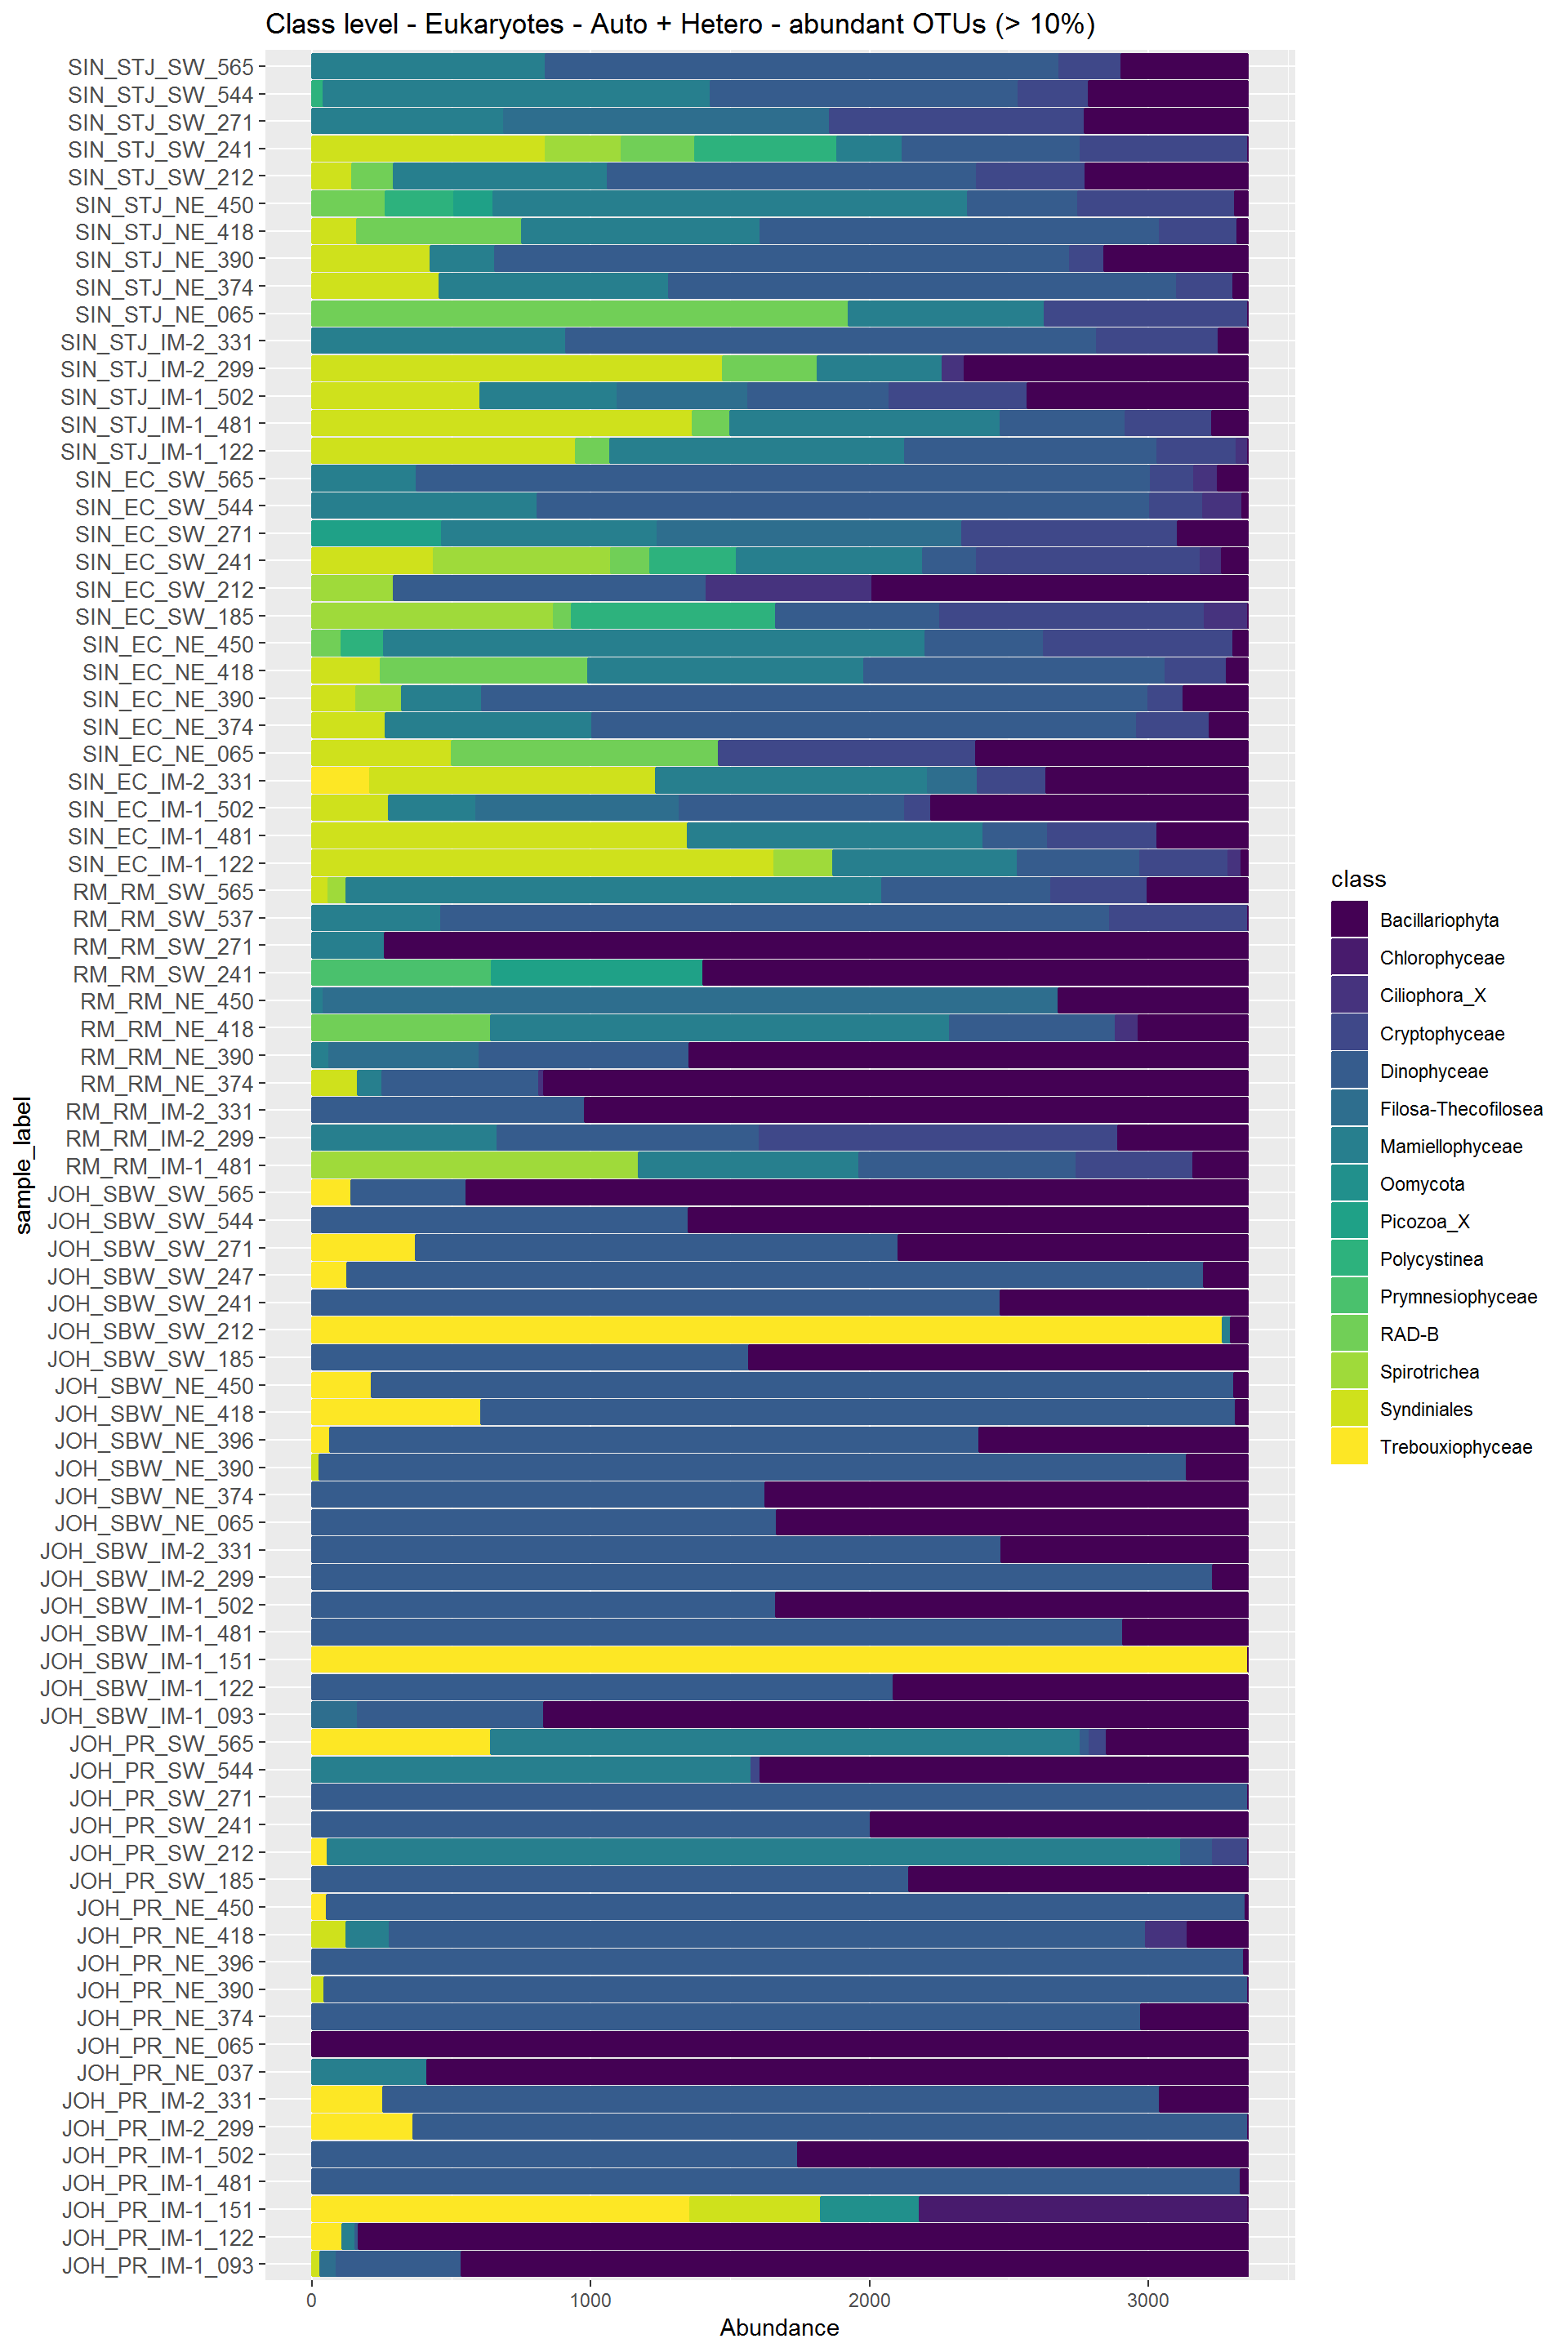 Class level - Eukaryotes - Auto + Hetero - abundant OTUs (> 10%)
sample_label
SIN_STJ_SW_565
SIN_STJ_SW_544
SIN_STJ_SW_271
SIN_STJ_SW_241
SIN_STJ_SW_212
SIN_STJ_NE_450
SIN_STJ_NE_418
SIN_STJ_NE_390
SIN_STJ_NE_374
SIN_STJ_NE_065
SIN_STJ_IM-2_331
SIN_STJ_IM-2_299
SIN_STJ_IM-1_502
SIN_STJ_IM-1_481
SIN_STJ_IM-1_122
SIN_EC_SW_565
SIN_EC_SW_544
SIN_EC_SW_271
SIN_EC_SW_241
SIN_EC_SW_212
SIN_EC_SW_185
SIN_EC_NE_450
SIN_EC_NE_418
SIN_EC_NE_390
SIN_EC_NE_374
SIN_EC_NE_065
SIN_EC_IM-2_331
SIN_EC_IM-1_502
SIN_EC_IM-1_481
SIN_EC_IM-1_122
RM_RM_SW_565
RM_RM_SW_537
RM_RM_SW_271
RM_RM_SW_241
RM_RM_NE_450
RM_RM_NE_418
RM_RM_NE_390
RM_RM_NE_374
RM_RM_IM-2_331
RM_RM_IM-2_299
RM_RM_IM-1_481
JOH_SBW_SW_565
JOH_SBW_SW_544
JOH_SBW_SW_271
JOH_SBW_SW_247
JOH_SBW_SW_241
JOH_SBW_SW_212
JOH_SBW_SW_185
JOH_SBW_NE_450
JOH_SBW_NE_418
JOH_SBW_NE_396
JOH_SBW_NE_390
JOH_SBW_NE_374
JOH_SBW_NE_065
JOH_SBW_IM-2_331
JOH_SBW_IM-2_299
JOH_SBW_IM-1_502
JOH_SBW_IM-1_481
JOH_SBW_IM-1_151
JOH_SBW_IM-1_122
JOH_SBW_IM-1_093
JOH_PR_SW_565
JOH_PR_SW_544
JOH_PR_SW_271
JOH_PR_SW_241
JOH_PR_SW_212
JOH_PR_SW_185
JOH_PR_NE_450
JOH_PR_NE_418
JOH_PR_NE_396
JOH_PR_NE_390
JOH_PR_NE_374
JOH_PR_NE_065
JOH_PR_NE_037
JOH_PR_IM-2_331
JOH_PR_IM-2_299
JOH_PR_IM-1_502
JOH_PR_IM-1_481
JOH_PR_IM-1_151
JOH_PR_IM-1_122
JOH_PR_IM-1_093
0 1000 2000 3000
Abundance
class
Bacillariophyta
Chlorophyceae
Ciliophora_X
Cryptophyceae
Dinophyceae
Filosa-Thecofilosea
Mamiellophyceae
Oomycota
Picozoa_X
Polycystinea
Prymnesiophyceae
RAD-B
Spirotrichea
Syndiniales
Trebouxiophyceae